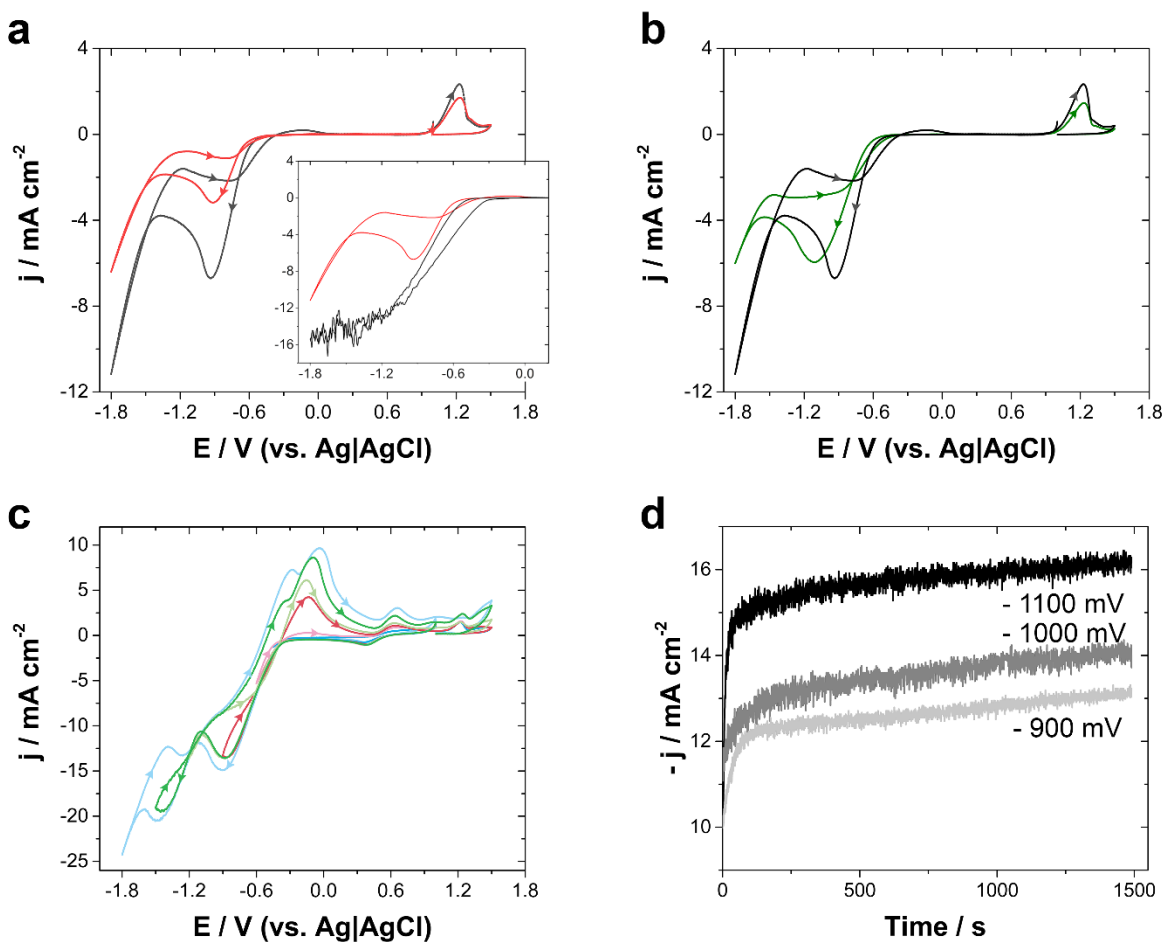 a
4
0
-4
-8
-12
j / mA cm⁻²
-1.8 -1.2 -0.6 0.0 0.6 1.2 1.8
E / V (vs. Ag|AgCl)
4
0
-4
-8
-12
-16
-1.8 -1.2 -0.6 0.0
b
4
0
-4
-8
-12
j / mA cm⁻²
-1.8 -1.2 -0.6 0.0 0.6 1.2 1.8
E / V (vs. Ag|AgCl)
c
10
5
0
-5
-10
-15
-20
-25
j / mA cm⁻²
-1.8 -1.2 -0.6 0.0 0.6 1.2 1.8
E / V (vs. Ag|AgCl)
d
16
14
12
10
- j / mA cm⁻²
- 1100 mV
- 1000 mV
- 900 mV
0 500 1000 1500
Time / s